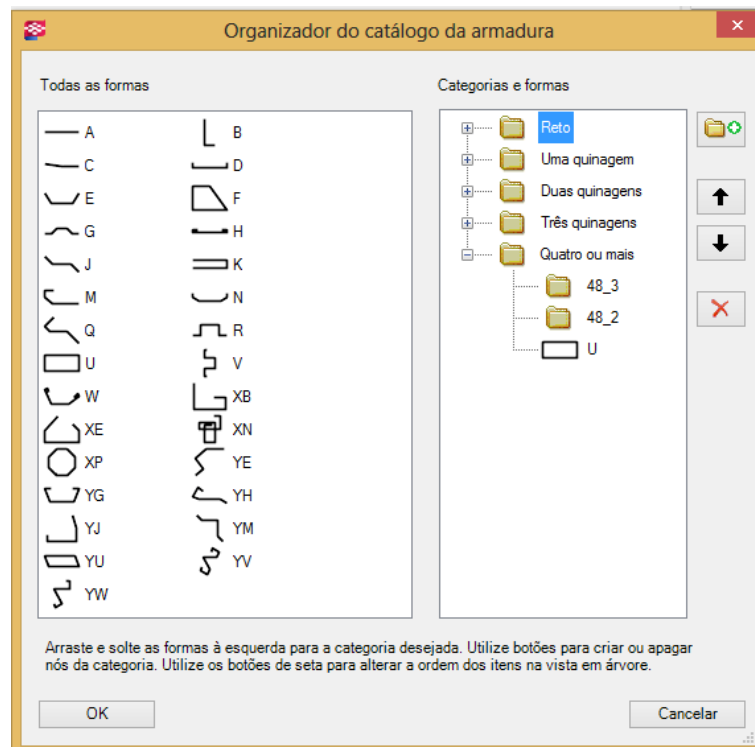 Organizador do catálogo da armadura
Todas as formas
Categorias e formas
A B
C D
E F
G H
J K
M N
Q R
U V
W XB
XE XN
XP YE
YG YH
YJ YM
YU YV
YW
Reto
Uma quinagem
Duas quinagens
Três quinagens
Quatro ou mais
48_3
48_2
U
Arraste e solte as formas à esquerda para a categoria desejada. Utilize botões para criar ou apagar
nós da categoria. Utilize os botões de seta para alterar a ordem dos itens na vista em árvore.
OK
Cancelar